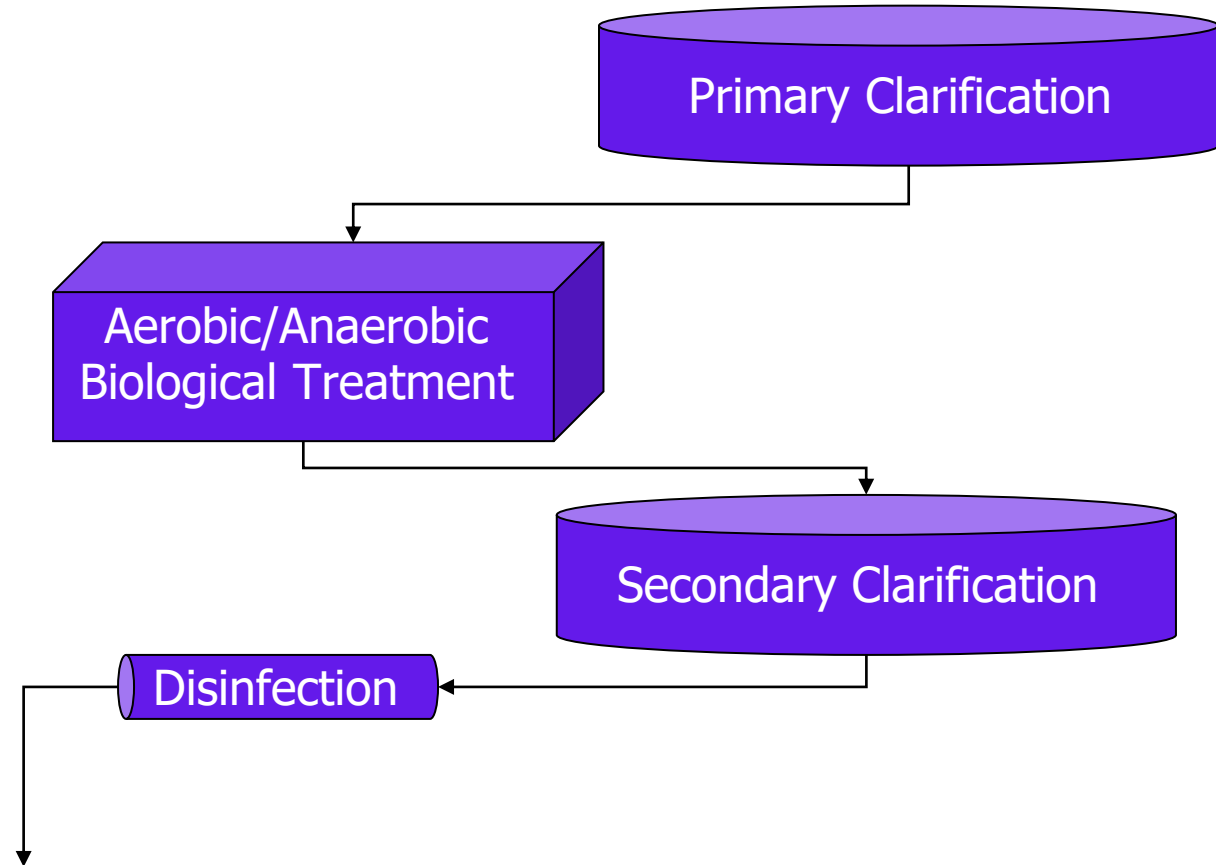 Primary Clarification
Aerobic/Anaerobic
Biological Treatment
Secondary Clarification
Disinfection